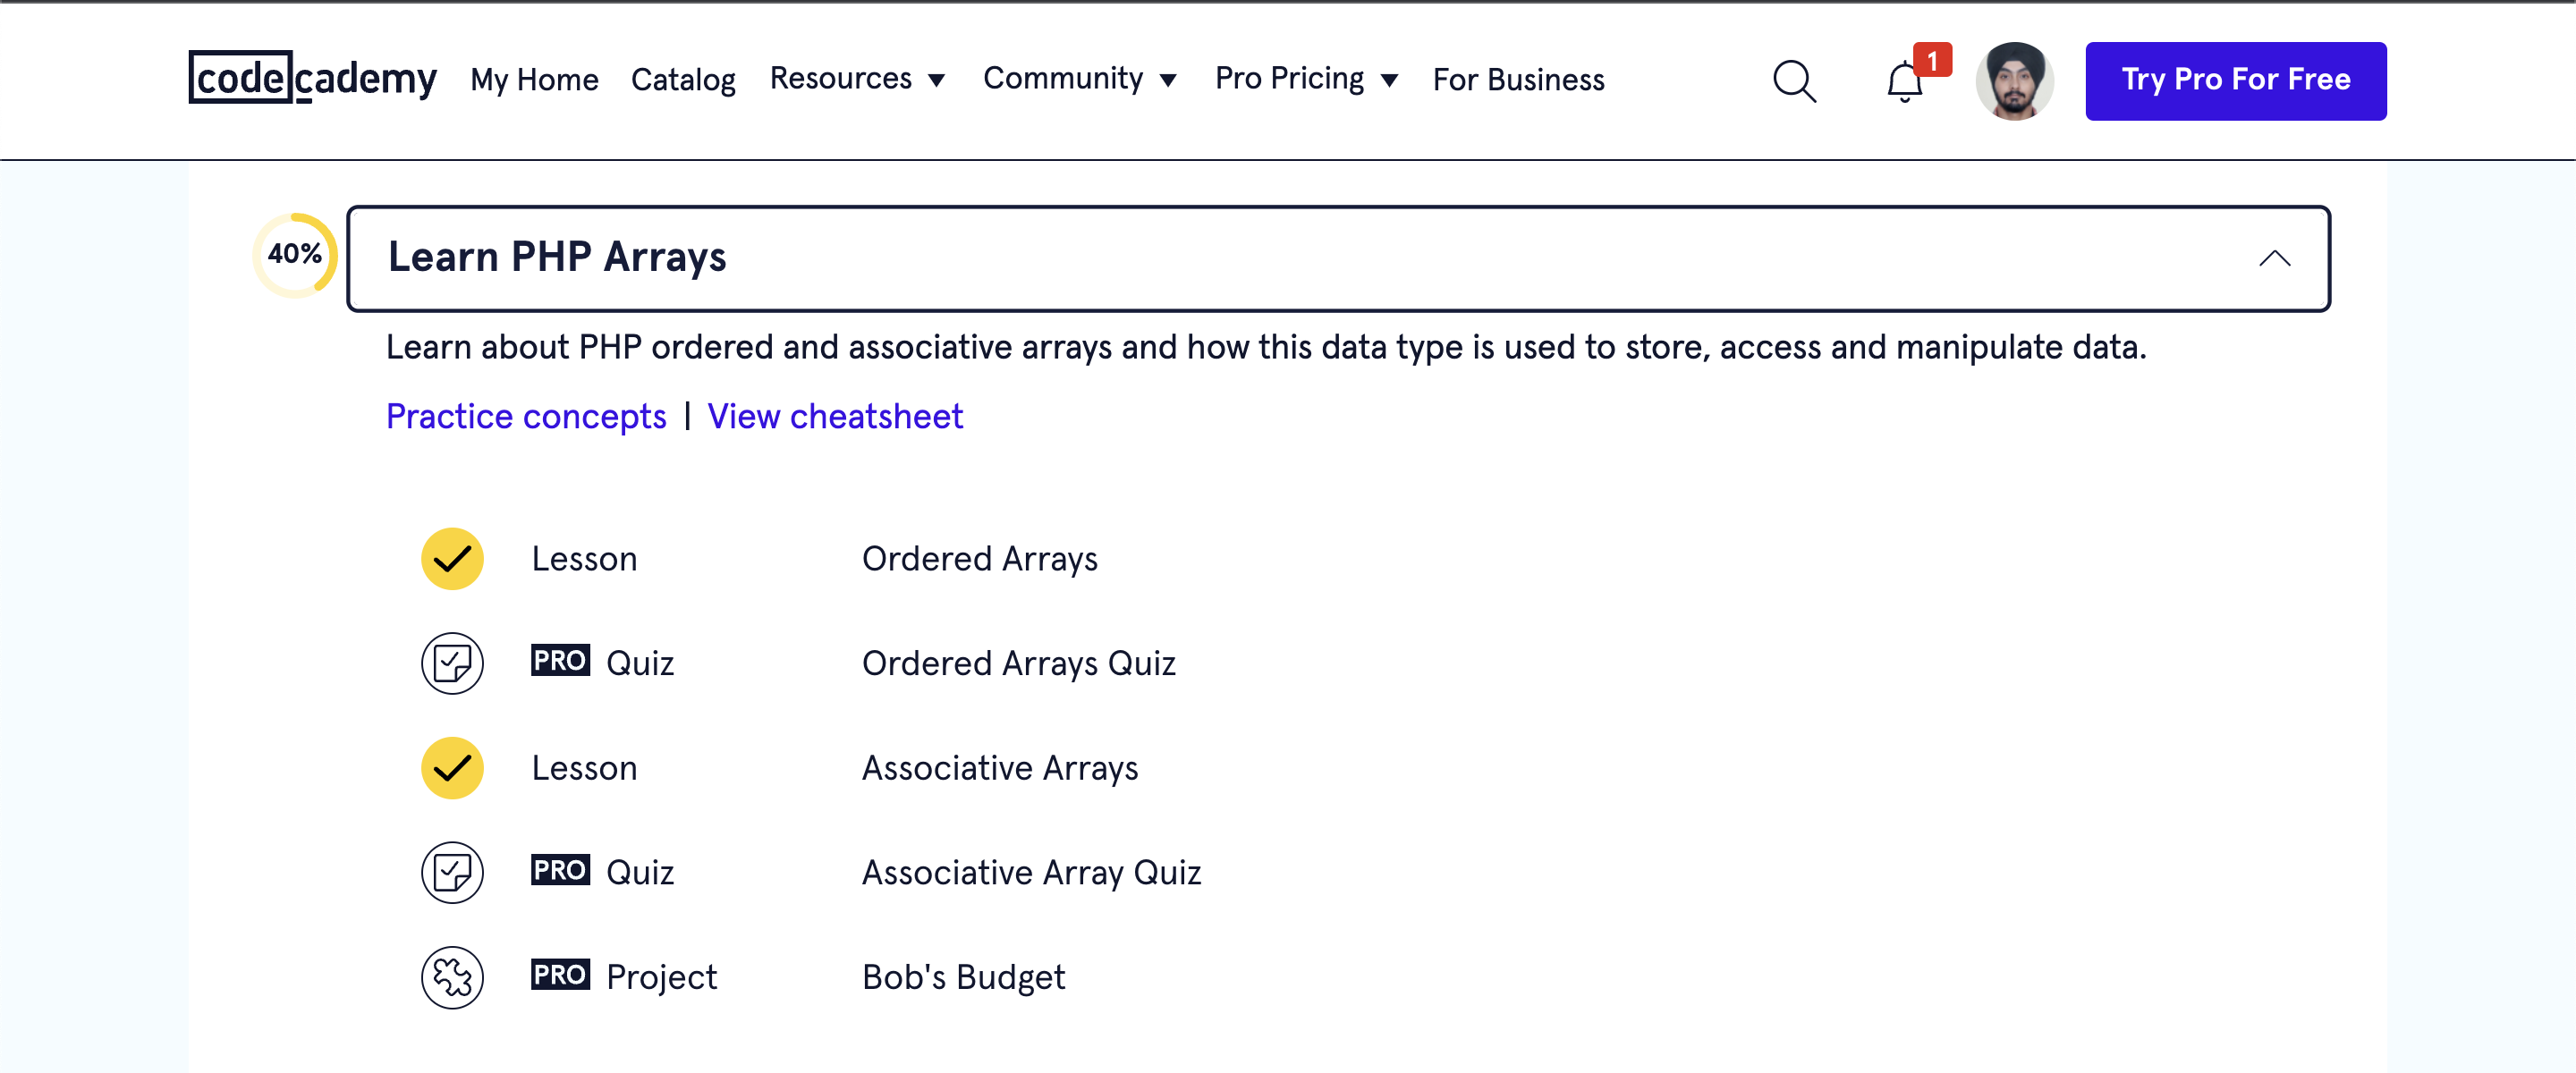 codecademy My Home Catalog Resources Community Pro Pricing For Business 1 Try Pro For Free
40% Learn PHP Arrays
Learn about PHP ordered and associative arrays and how this data type is used to store, access and manipulate data.
Practice concepts | View cheatsheet
Lesson Ordered Arrays
PRO Quiz Ordered Arrays Quiz
Lesson Associative Arrays
PRO Quiz Associative Array Quiz
PRO Project Bob's Budget